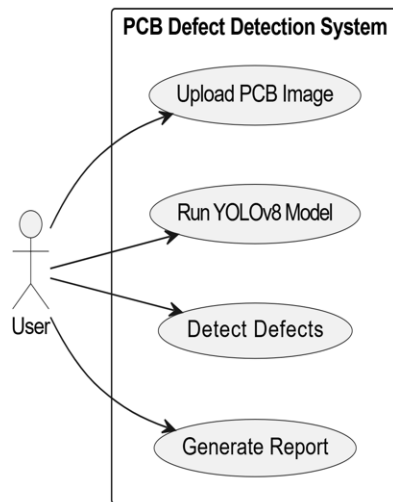 PCB Defect Detection System
Upload PCB Image
Run YOLOv8 Model
User
Detect Defects
Generate Report